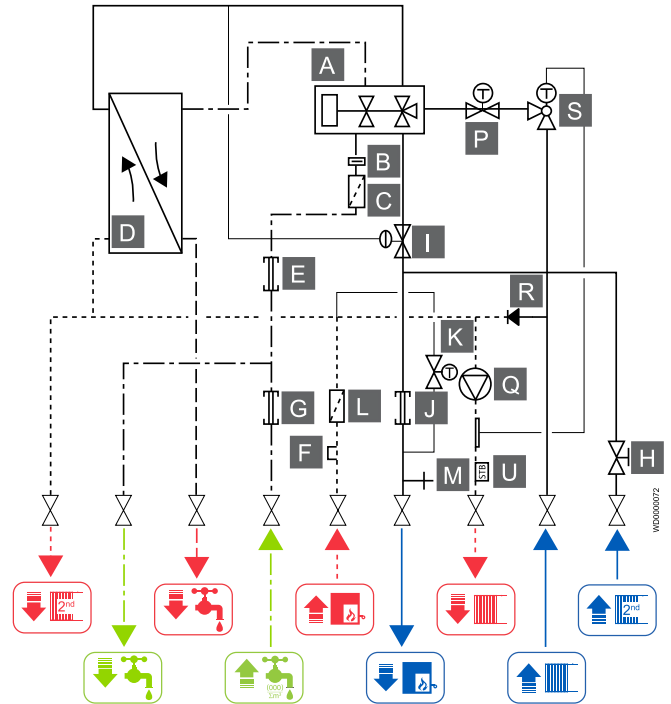 A
T
T
S
P
B
C
D
I
E
R
K
T
Q
L
G
J
F
H
M
STB
U
WD0000072
2nd
2nd
(000)
Σm³